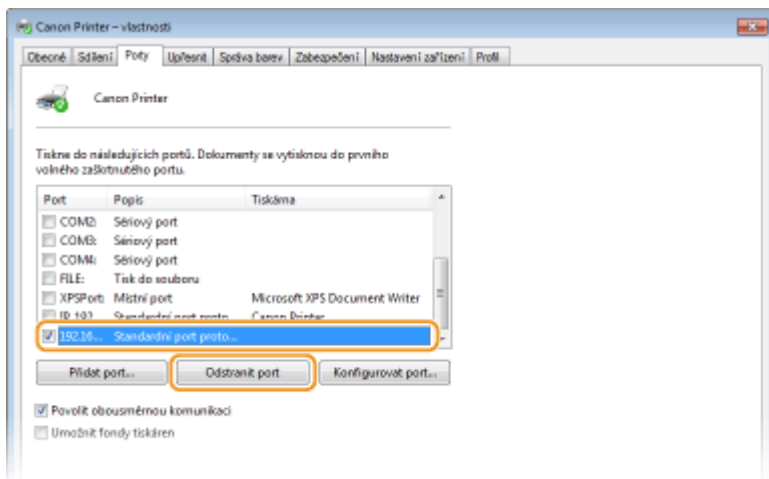 Canon Printer – vlastnosti
Obecné Sdílení Porty Upřesnit Správa barev Zabezpečení Nastavení zařízení Profil
Canon Printer
Tiskne do následujících portů. Dokumenty se vytisknou do prvního
volného zaškrtnutého portu.
Port Popis Tiskárna
COM2: Sériový port
COM3: Sériový port
COM4: Sériový port
FILE: Tisk do souboru
XPSPort: Místní port Microsoft XPS Document Writer
IP_192 Standardní port proto Canon Printer
192.16... Standardní port proto...
Přidat port... Odstranit port Konfigurovat port...
Povolit obousměrnou komunikaci
Umožnit fondy tiskáren